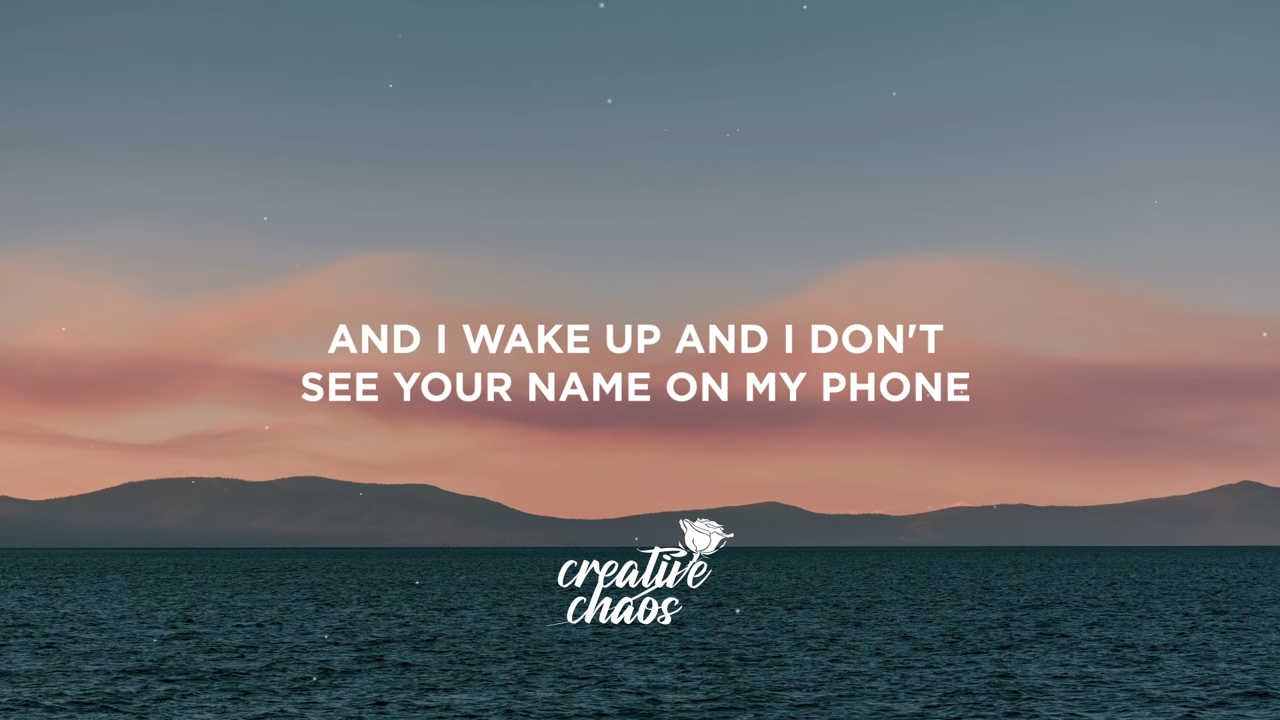 AND I WAKE UP AND I DON'T
SEE YOUR NAME ON MY PHONE
creative
chaos